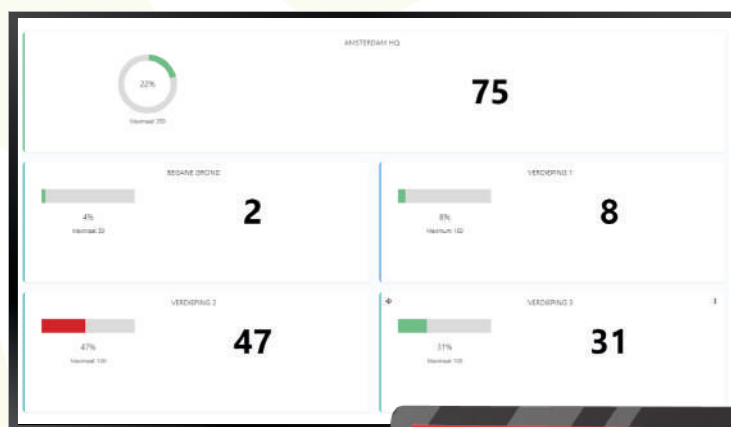 AMSTERDAM HQ
22%
Maximaal 350
75
BEGANE GROND
4%
Maximaal 50
2
VERDIEPING 1
8%
Maximum 100
8
VERDIEPING 2
47%
Maximaal 100
47
VERDIEPING 3
31%
Maximaal 100
31